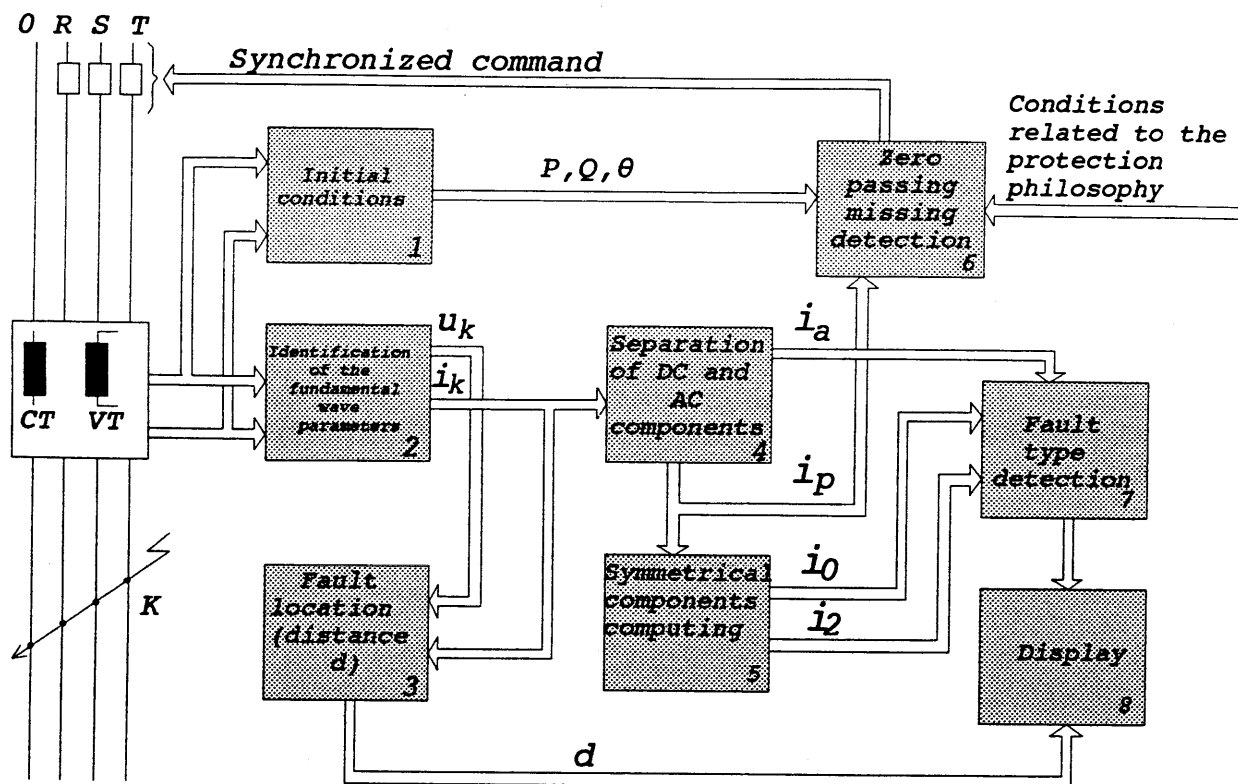 0 R S T
Synchronized command
Conditions
related to the
protection
philosophy
Initial
conditions
1
P,Q,θ
Zero
passing
missing
detection
6
CT VT
Identification
of the
fundamental
wave
parameters
2
u_k
i_k
Separation
of DC and
AC
components
4
i_a
i_p
Fault
type
detection
7
K
Fault
location
(distance
d)
3
Symmetrical
components
computing
5
i_0
i_2
Display
8
d